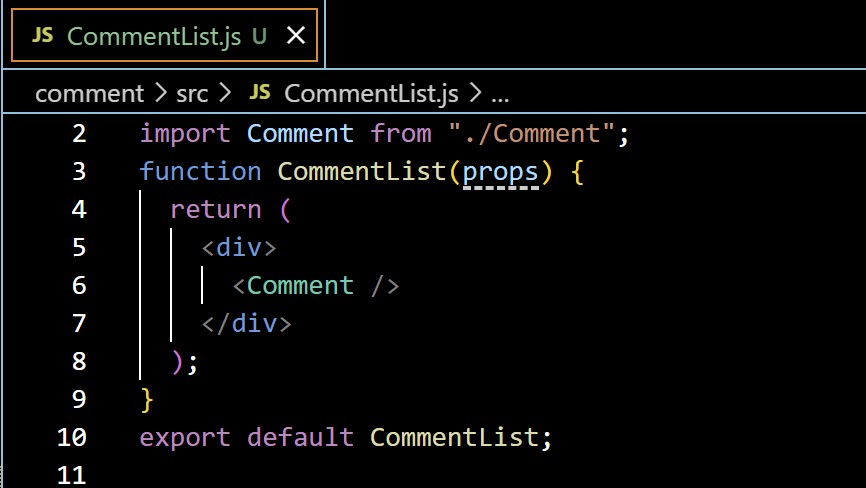 JS CommentList.js U ×
comment > src > JS CommentList.js > ...
2 import Comment from "./Comment";
3 function CommentList(props) {
4 return (
5 <div>
6 <Comment />
7 </div>
8 );
9 }
10 export default CommentList;
11